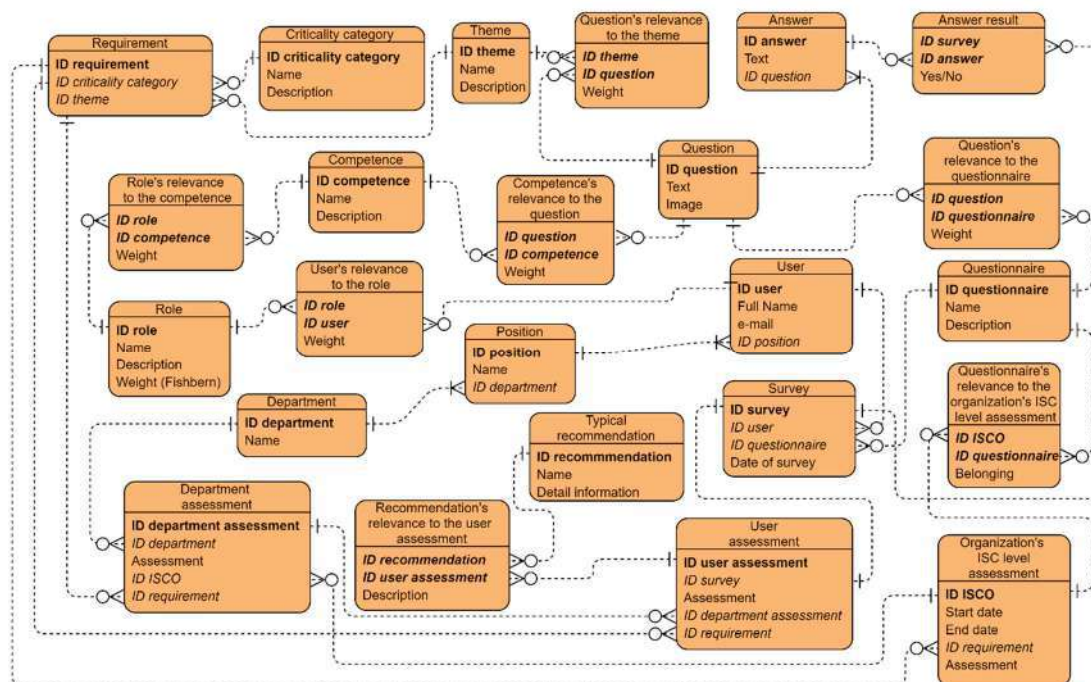 Requirement
ID requirement
ID criticality category
ID theme
Criticality category
ID criticality category
Name
Description
Theme
ID theme
Name
Description
Question's relevance
to the theme
ID theme
ID question
Weight
Answer
ID answer
Text
ID question
Answer result
ID survey
ID answer
Yes/No
Role's relevance
to the competence
ID role
ID competence
Weight
Competence
ID competence
Name
Description
Competence's
relevance to the
question
ID question
ID competence
Weight
Question
ID question
Text
Image
Question's
relevance to the
questionnaire
ID question
ID questionnaire
Weight
Role
ID role
Name
Description
Weight (Fishbern)
User's relevance
to the role
ID role
ID user
Weight
Position
ID position
Name
ID department
User
ID user
Full Name
e-mail
ID position
Questionnaire
ID questionnaire
Name
Description
Department
ID department
Name
Typical
recommendation
ID recommmendation
Name
Detail information
Survey
ID survey
ID user
ID questionnaire
Date of survey
Questionnaire's
relevance to the
organization's ISC
level assessment
ID ISCO
ID questionnaire
Belonging
Department
assessment
ID department assessment
ID department
Assessment
ID ISCO
ID requirement
Recommendation's
relevance to the user
assessment
ID recommendation
ID user assessment
Description
User
assessment
ID user assessment
ID survey
Assessment
ID department assessment
ID requirement
Organization's
ISC level
assessment
ID ISCO
Start date
End date
ID requirement
Assessment